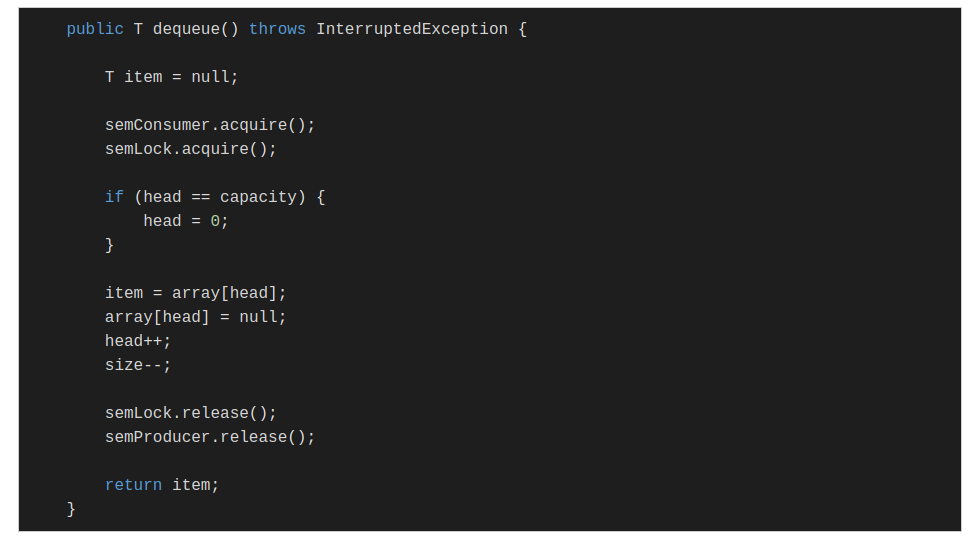 public T dequeue() throws InterruptedException {
T item = null;
semConsumer.acquire();
semLock.acquire();
if (head == capacity) {
head = 0;
}
item = array[head];
array[head] = null;
head++;
size--;
semLock.release();
semProducer.release();
return item;
}